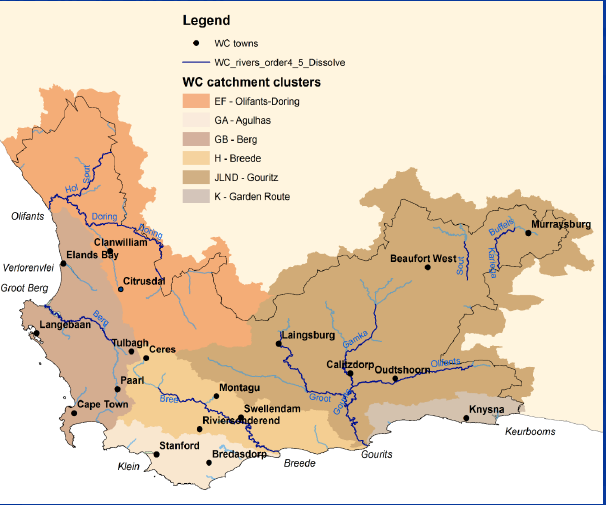 Legend
WC towns
WC_rivers_order4_5_Dissolve
WC catchment clusters
EF - Olifants-Doring
GA - Agulhas
GB - Berg
H - Breede
JLND - Gouritz
K - Garden Route
Sout
Hol
Olifants
Doring
Doring
Clanwilliam
Elands Bay
Verlorenvlei
Citrusdal
Groot Berg
Langebaan
Berg
Tulbagh
Ceres
Paarl
Cape Town
Bree
Montagu
Swellendam
Riviersonderend
Stanford
Klein
Bredasdorp
Breede
Laingsburg
Gamka
Calitzdorp
Oudtshoorn
Olifants
Groot
Gourits
Knysna
Keurbooms
Beaufort West
Sout
Buffels
Murraysburg